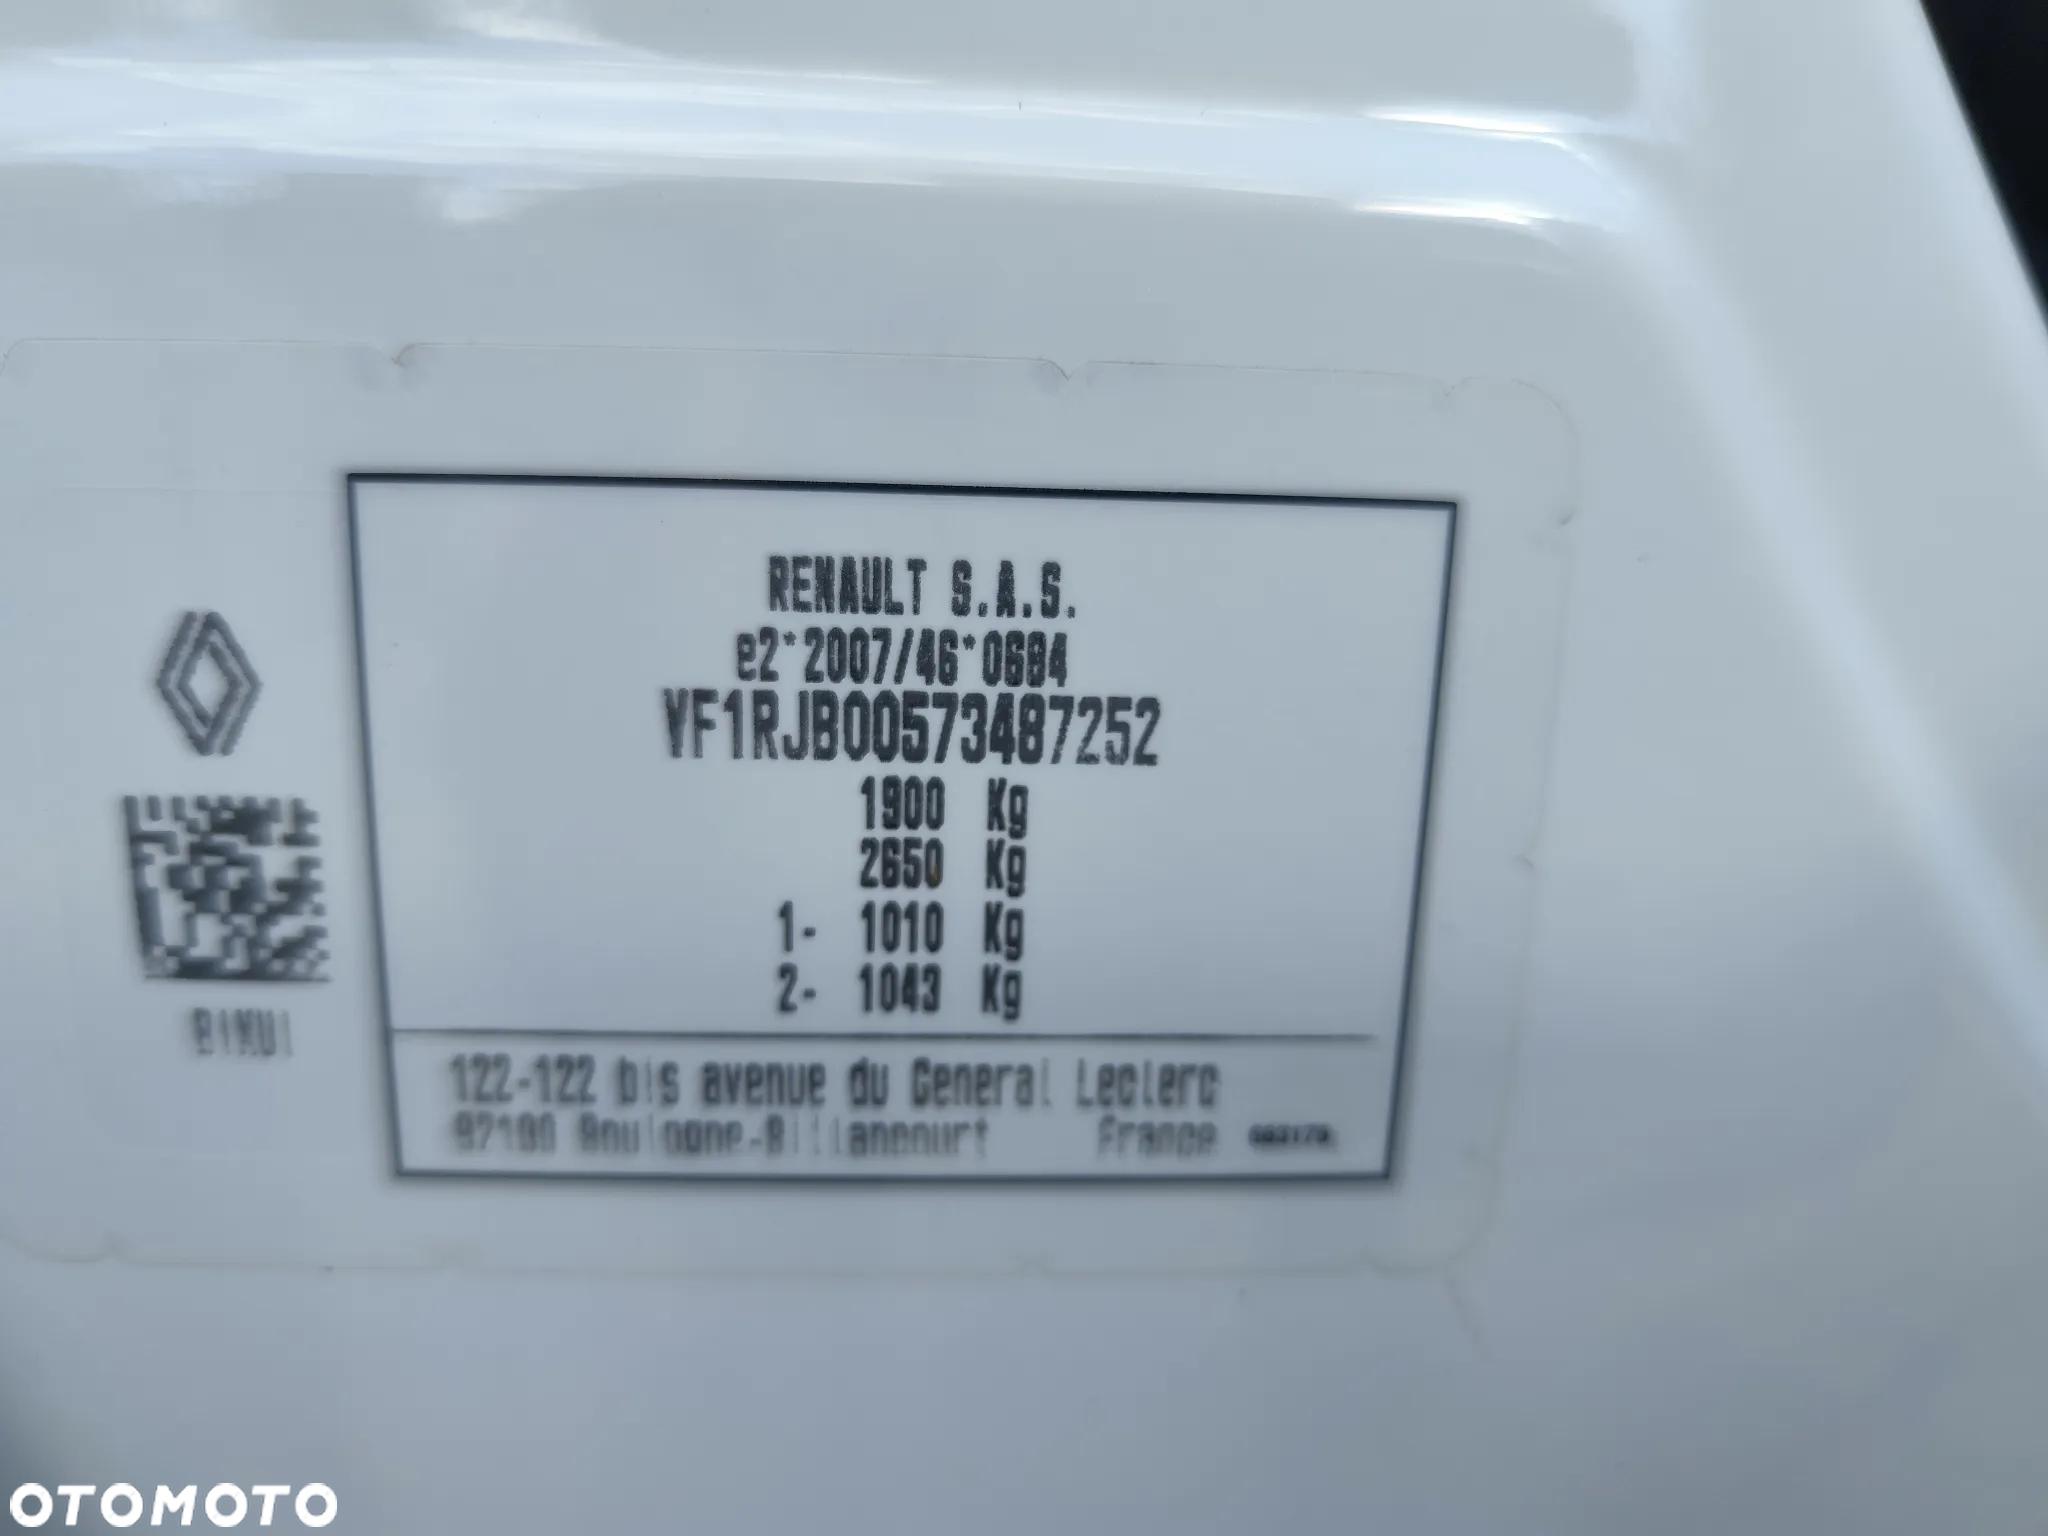 RENAULT S.A.S.
e2*2007/46*0684
VF1RJB00573487252
1900 Kg
2650 Kg
1- 1010 Kg
2- 1043 Kg
122-122 bis avenue du General Leclerc
92100 Boulogne-Billancourt France
OTOMOTO